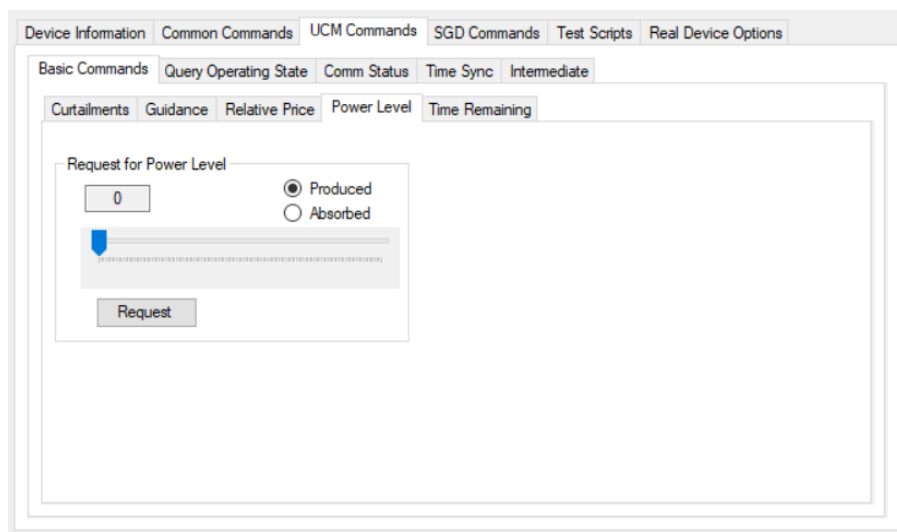 Device Information Common Commands UCM Commands SGD Commands Test Scripts Real Device Options
Basic Commands Query Operating State Comm Status Time Sync Intermediate
Curtailments Guidance Relative Price Power Level Time Remaining
Request for Power Level
0 Produced
Absorbed
Request